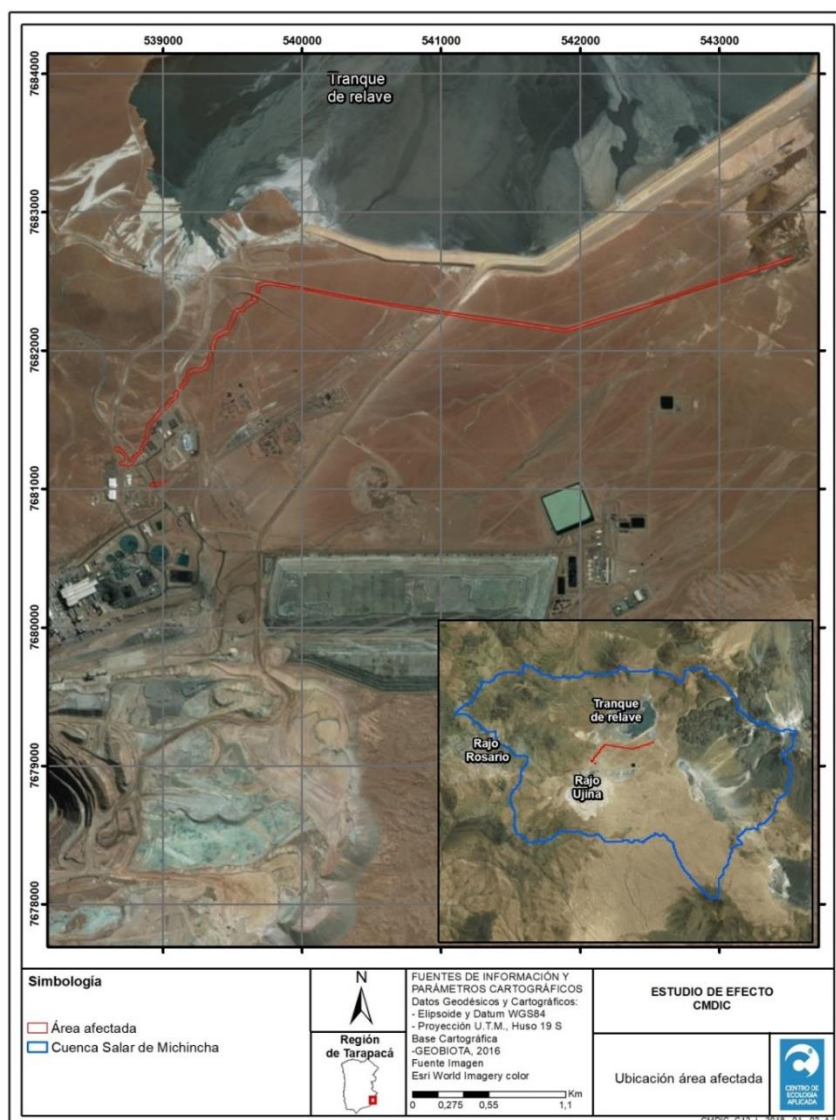 539000
540000
541000
542000
543000
7684000
7683000
7682000
7681000
7680000
7679000
7678000
Tranque
de relave
Tranque
de relave
Rajo
Rosario
Rajo
Ujina
Simbología
Área afectada
Cuenca Salar de Michincha
N
Región
de Tarapacá
FUENTES DE INFORMACIÓN Y
PARÁMETROS CARTOGRÁFICOS
Datos Geodésicos y Cartográficos:
- Elipsoide y Datum WGS84
- Proyección U.T.M., Huso 19 S
Base Cartográfica
-GEOBIOTA, 2016
Fuente Imagen
Esri World Imagery color
Km
0 0,275 0,55 1,1
ESTUDIO DE EFECTO
CMDIC
Ubicación área afectada
CENTRO DE
ECOLOGÍA
APLICADA